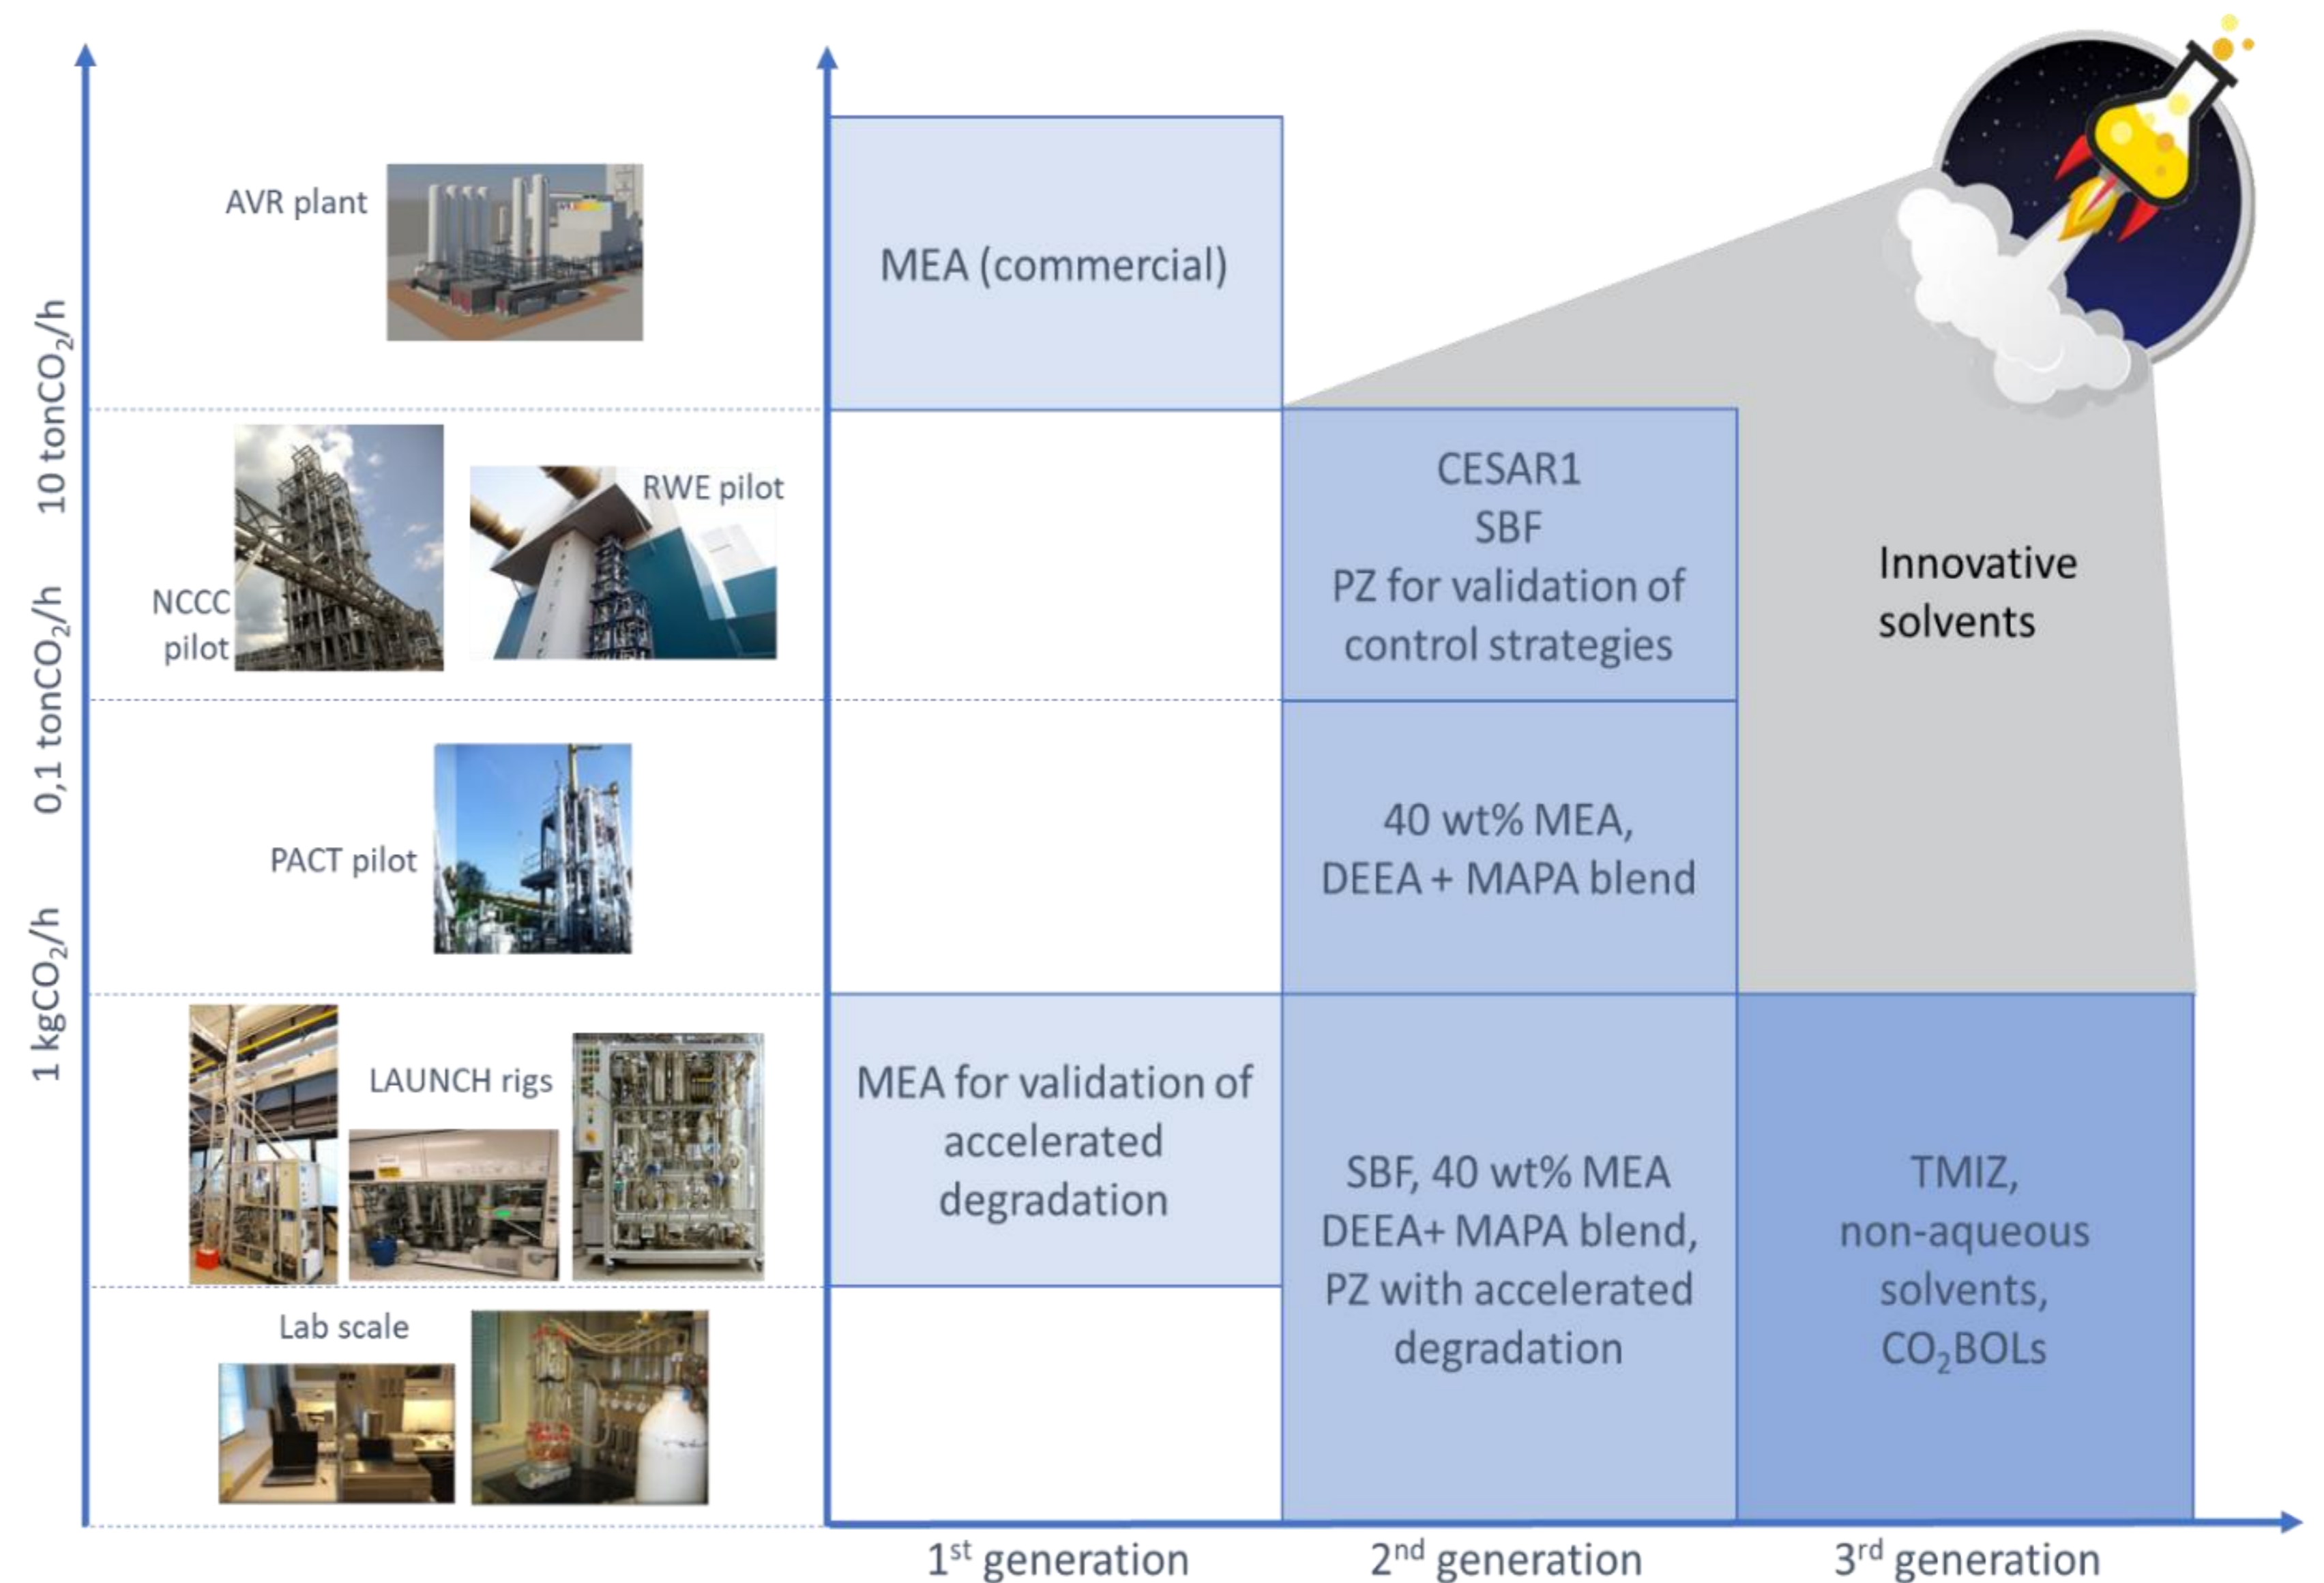 AVR plant
MEA (commercial)
10 tonCO₂/h
NCCC
pilot
RWE pilot
CESAR1
SBF
PZ for validation of
control strategies
Innovative
solvents
0,1 tonCO₂/h
PACT pilot
40 wt% MEA,
DEEA + MAPA blend
1 kgCO₂/h
LAUNCH rigs
MEA for validation of
accelerated
degradation
SBF, 40 wt% MEA
DEEA+ MAPA blend,
PZ with accelerated
degradation
TMIZ,
non-aqueous
solvents,
CO₂BOLs
Lab scale
1st generation
2nd generation
3rd generation